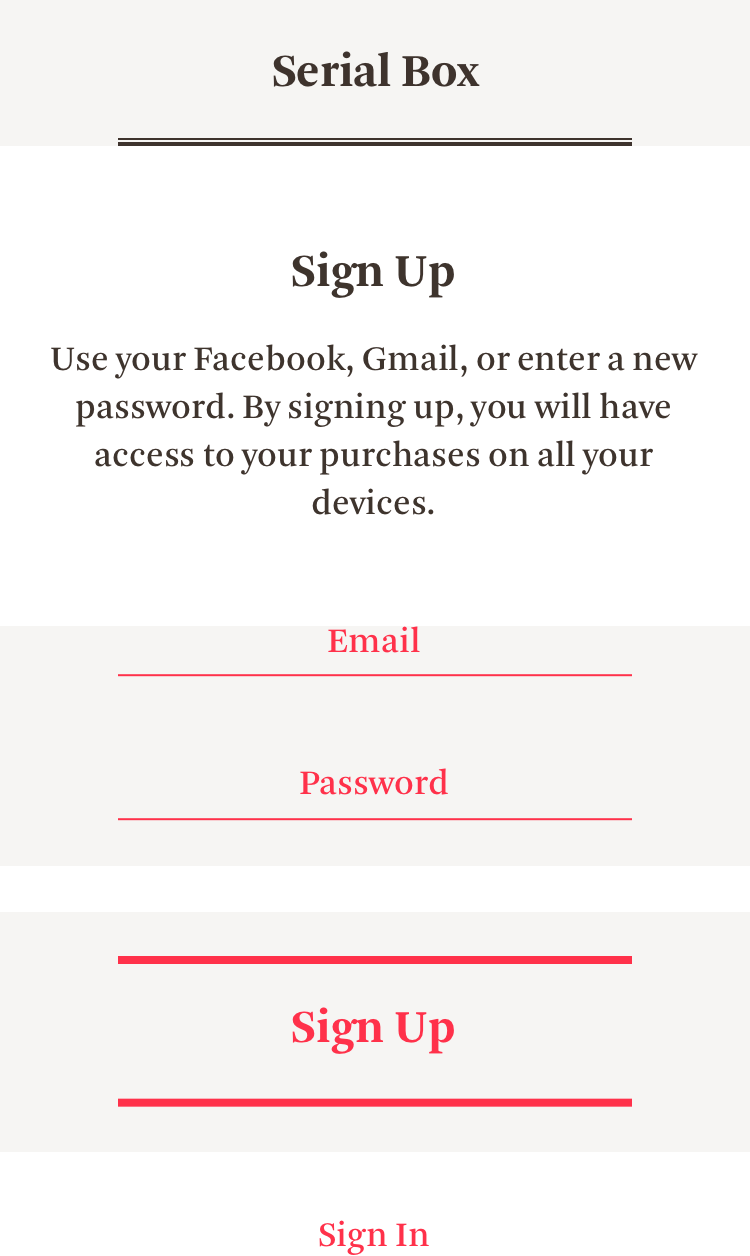 Serial Box
Sign Up
Use your Facebook, Gmail, or enter a new
password. By signing up, you will have
access to your purchases on all your
devices.
Email
Password
Sign Up
Sign In